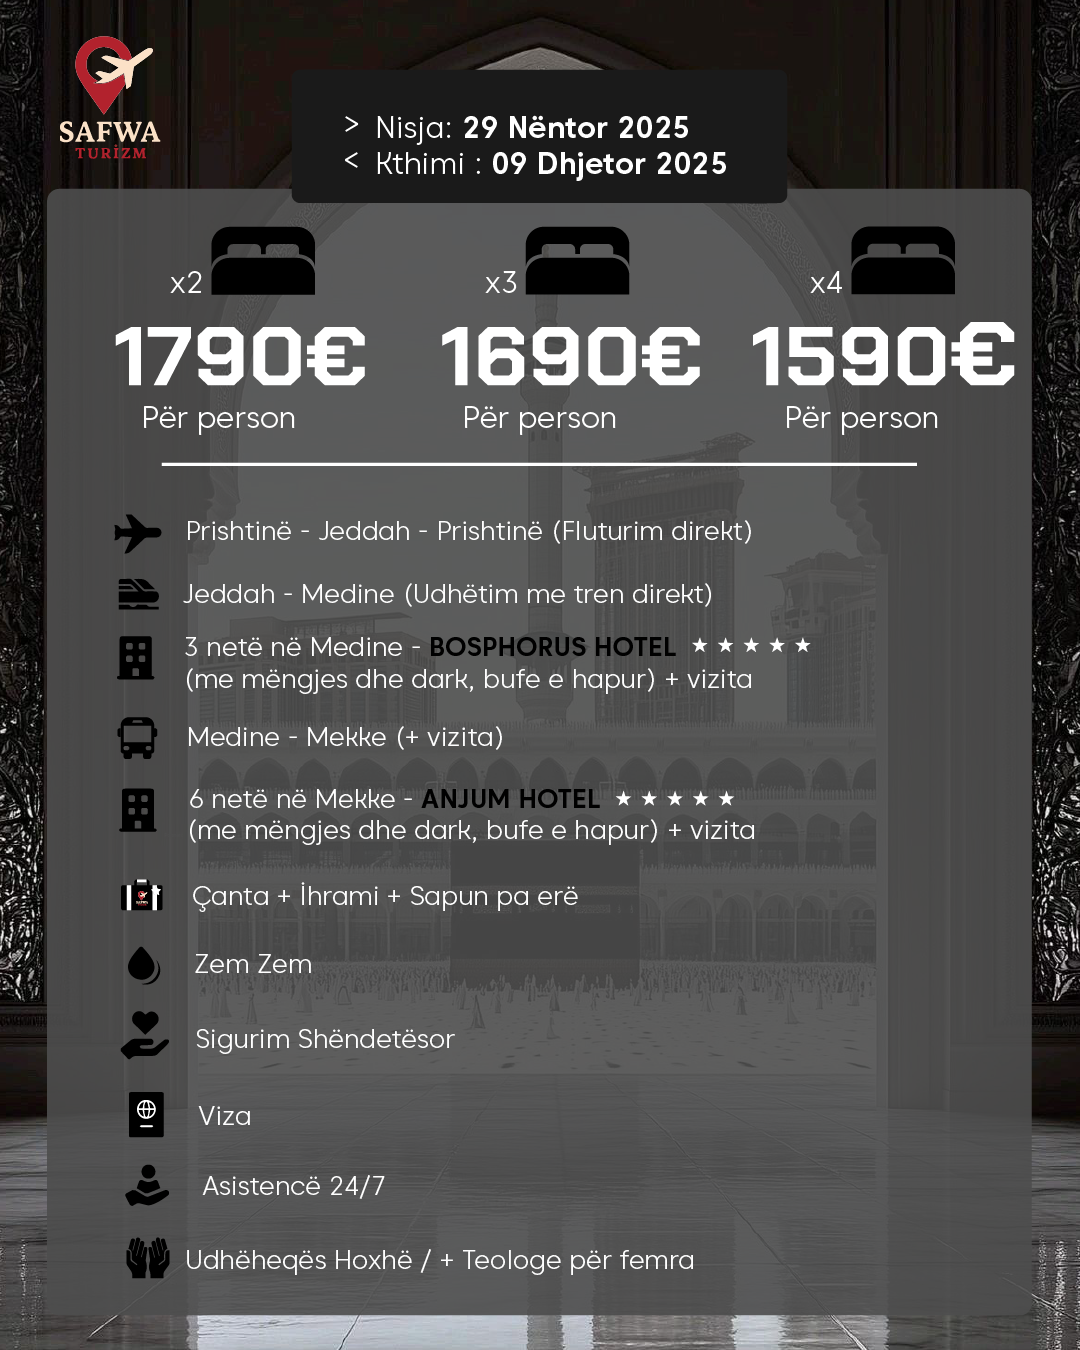 SAFWA
TURİZM
> Nisja: 29 Nëntor 2025
< Kthimi : 09 Dhjetor 2025
x2
x3
x4
1790€
1690€
1590€
Për person
Për person
Për person
Prishtinë - Jeddah - Prishtinë (Fluturim direkt)
Jeddah - Medine (Udhëtim me tren direkt)
3 netë në Medine - BOSPHORUS HOTEL ★ ★ ★ ★ ★
(me mëngjes dhe dark, bufe e hapur) + vizita
Medine - Mekke (+ vizita)
6 netë në Mekke - ANJUM HOTEL ★ ★ ★ ★ ★
(me mëngjes dhe dark, bufe e hapur) + vizita
Çanta + İhrami + Sapun pa erë
Zem Zem
Sigurim Shëndetësor
Viza
Asistencë 24/7
Udhëheqës Hoxhë / + Teologe për femra